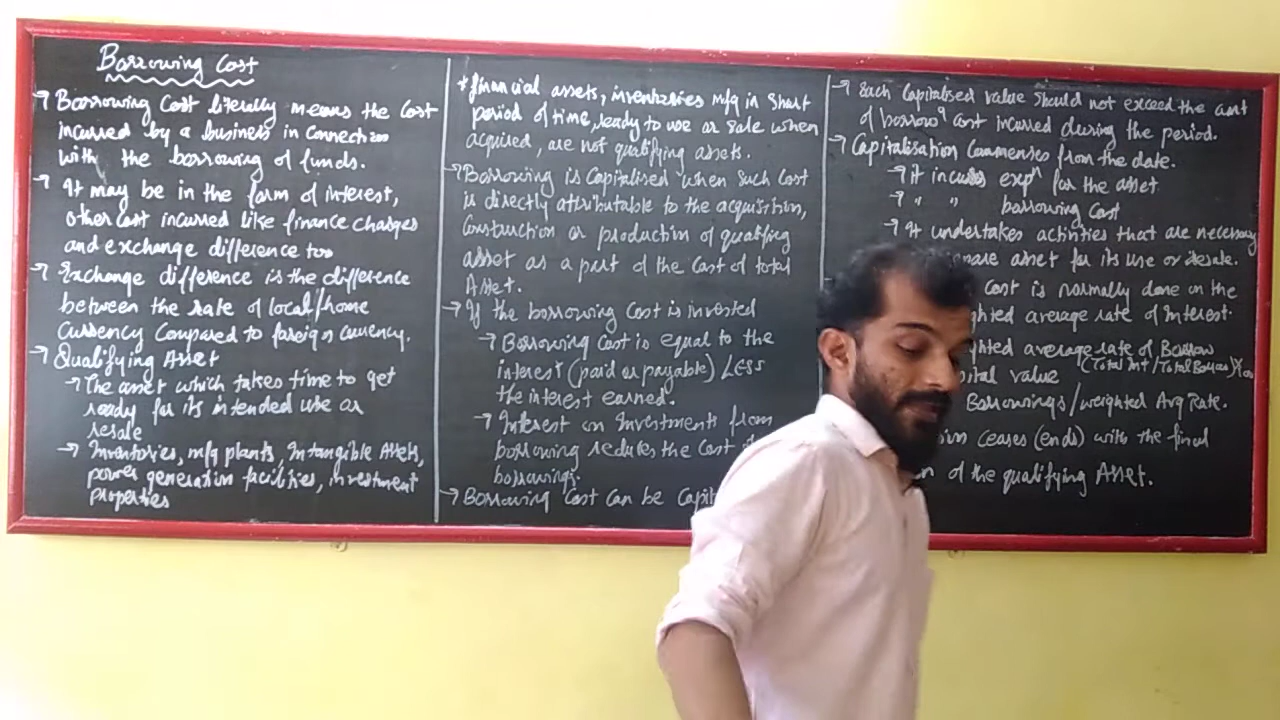 Borrowing Cost
→ Borrowing Cost literally means the Cost
incurred by a business in connection
with the borrowing of funds.
→ It may be in the form of interest,
other cost incurred like finance charges
and exchange difference too
→ Exchange difference is the difference
between the rate of local/home
currency compared to foreign currency.
→ Qualifying Asset
→ The asset which takes time to get
ready for its intended use or
resale
→ Inventories, mfg plants, Intangible Assets,
power generation facilities, investment
properties
* financial assets, inventories mfg in short
period of time, ready to use or sale when
acquired, are not qualifying assets.
→ Borrowing is Capitalised when such Cost
is directly attributable to the acquisition,
Construction or production of qualifying
asset as a part of the Cost of total
Asset.
→ If the borrowing Cost is invested
→ Borrowing Cost is equal to the
interest (paid or payable) LESS
the interest earned.
→ Interest on Investments from
borrowing reduces the Cost
borrowings.
→ Borrowing Cost can be Capit
→ Such Capitalised value should not exceed the amt
of borrowg cost incurred during the period.
→ Capitalisation Commenses from the date.
→ It incurs expn for the asset
→ " " borrowing Cost
→ It undertakes activities that are necessary
asset for its use or resale.
Cost is normally done on the
ghted average rate of Interest.
ghted average rate of Borrow
ital value (Total Int/Total Borrow)%
Borrowings/weighted Avg Rate.
ceases (ends) with the final
n of the qualifying Asset.